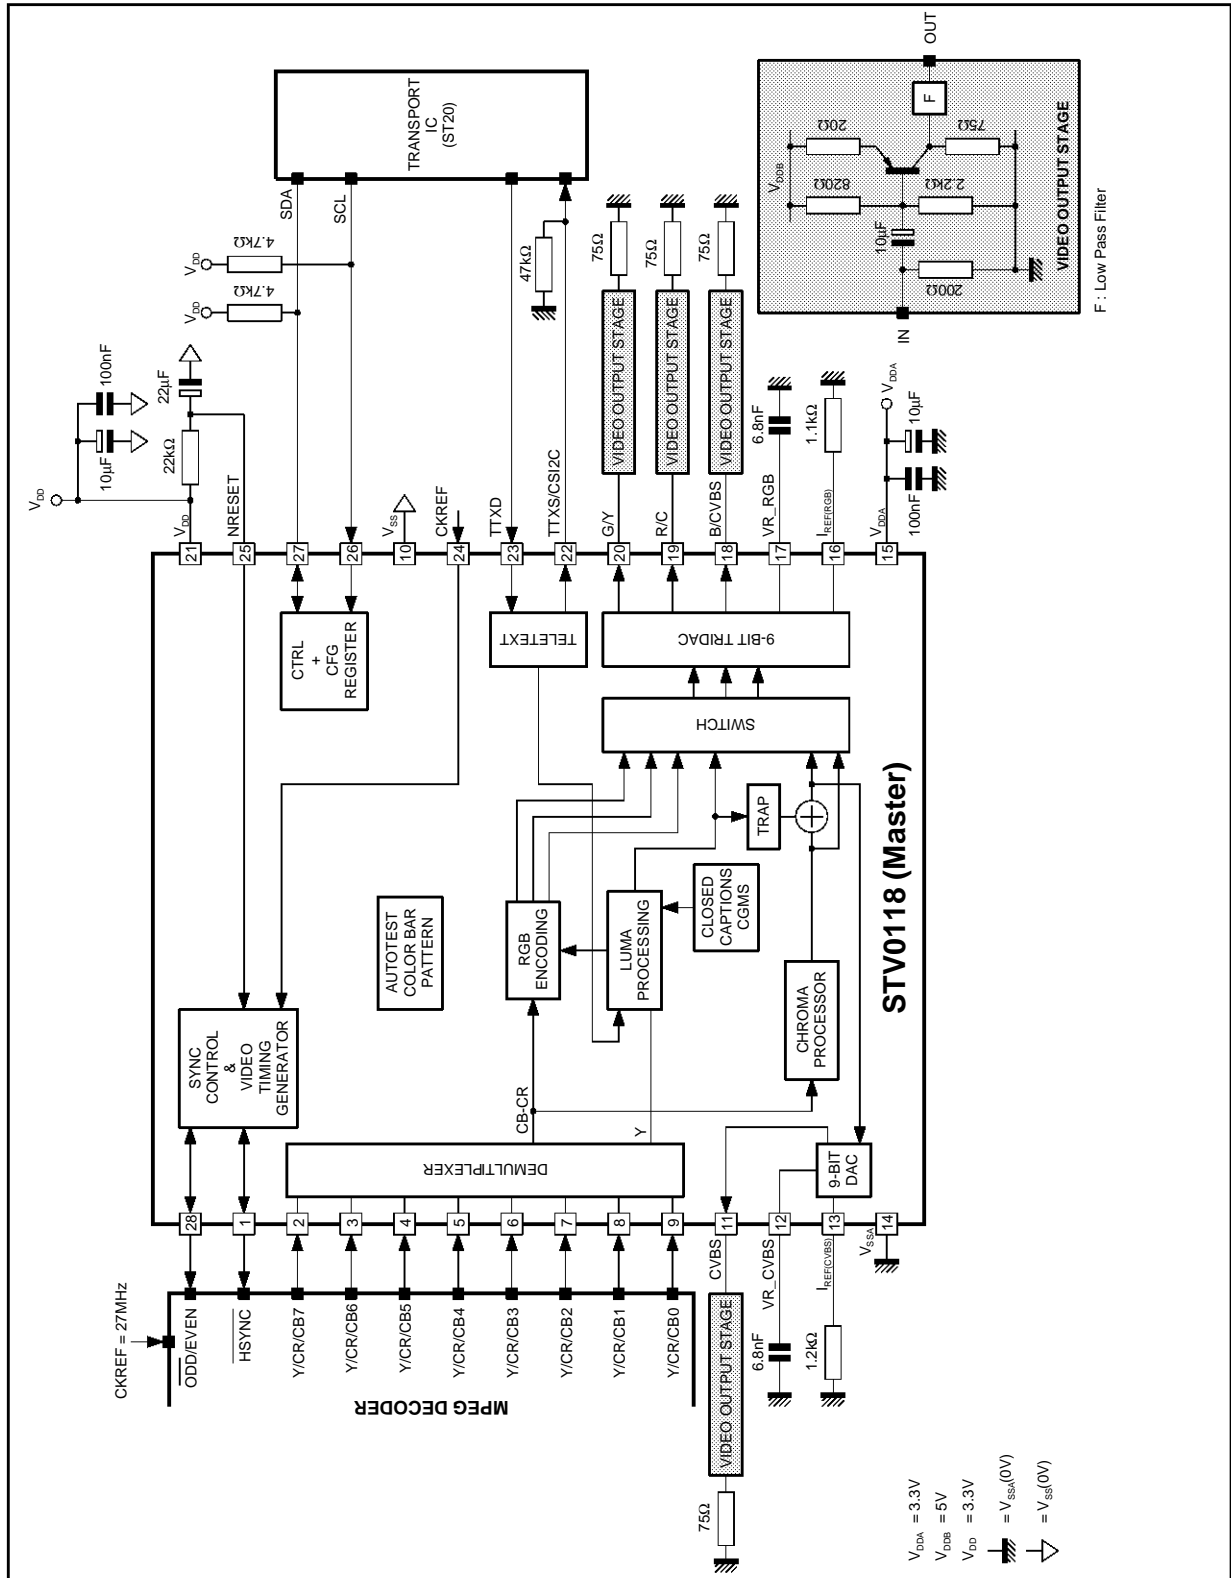 CKREF = 27MHz
MPEG DECODER
ODD/EVEN
HSYNC
Y/CR/CB7
Y/CR/CB6
Y/CR/CB5
Y/CR/CB4
Y/CR/CB3
Y/CR/CB2
Y/CR/CB1
Y/CR/CB0
28
1
2
3
4
5
6
7
8
9
11
12
13
14
CVBS
VR_CVBS
IREF(CVBS)
VSSA
VIDEO OUTPUT STAGE
75Ω
6.8nF
1.2kΩ
SYNC
CONTROL
&
VIDEO
TIMING
GENERATOR
DEMULTIPLEXER
CB-CR
Y
9-BIT
DAC
AUTOTEST
COLOR BAR
PATTERN
RGB
ENCODING
LUMA
PROCESSING
CLOSED
CAPTIONS
CGMS
CHROMA
PROCESSOR
TRAP
CTRL
+
CFG
REGISTER
TELETEXT
SWITCH
9-BIT TRIDAC
STV0118 (Master)
21
25
27
26
10
24
23
22
20
19
18
17
16
15
VDD
NRESET
VSS
CKREF
TTXD
TTXS/CSI2C
G/Y
R/C
B/CVBS
VR_RGB
IREF(RGB)
VDDA
VDD
10µF
100nF
22kΩ
22µF
VDD
4.7kΩ
VDD
4.7kΩ
SDA
SCL
TRANSPORT
IC
(ST20)
47kΩ
VIDEO OUTPUT STAGE
75Ω
VIDEO OUTPUT STAGE
75Ω
VIDEO OUTPUT STAGE
75Ω
6.8nF
1.1kΩ
100nF
10µF
VDDA
IN
OUT
VDDB
200Ω
10µF
820Ω
2.2kΩ
20Ω
75Ω
F
VIDEO OUTPUT STAGE
F : Low Pass Filter
VDDA = 3.3V
VDDB = 5V
VDD = 3.3V
= VSSA(0V)
= VSS(0V)